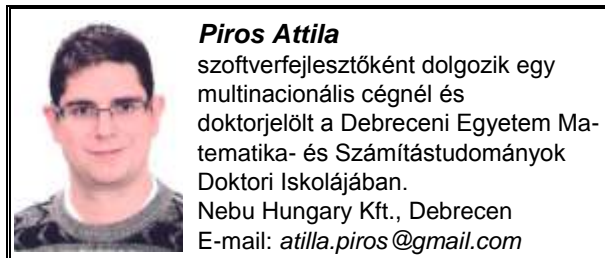 Piros Attila
szoftverfejlesztőként dolgozik egy
multinacionális cégnél és
doktorjelölt a Debreceni Egyetem Ma-
tematika- és Számítástudományok
Doktori Iskolájában.
Nebu Hungary Kft., Debrecen
E-mail: atilla.piros@gmail.com